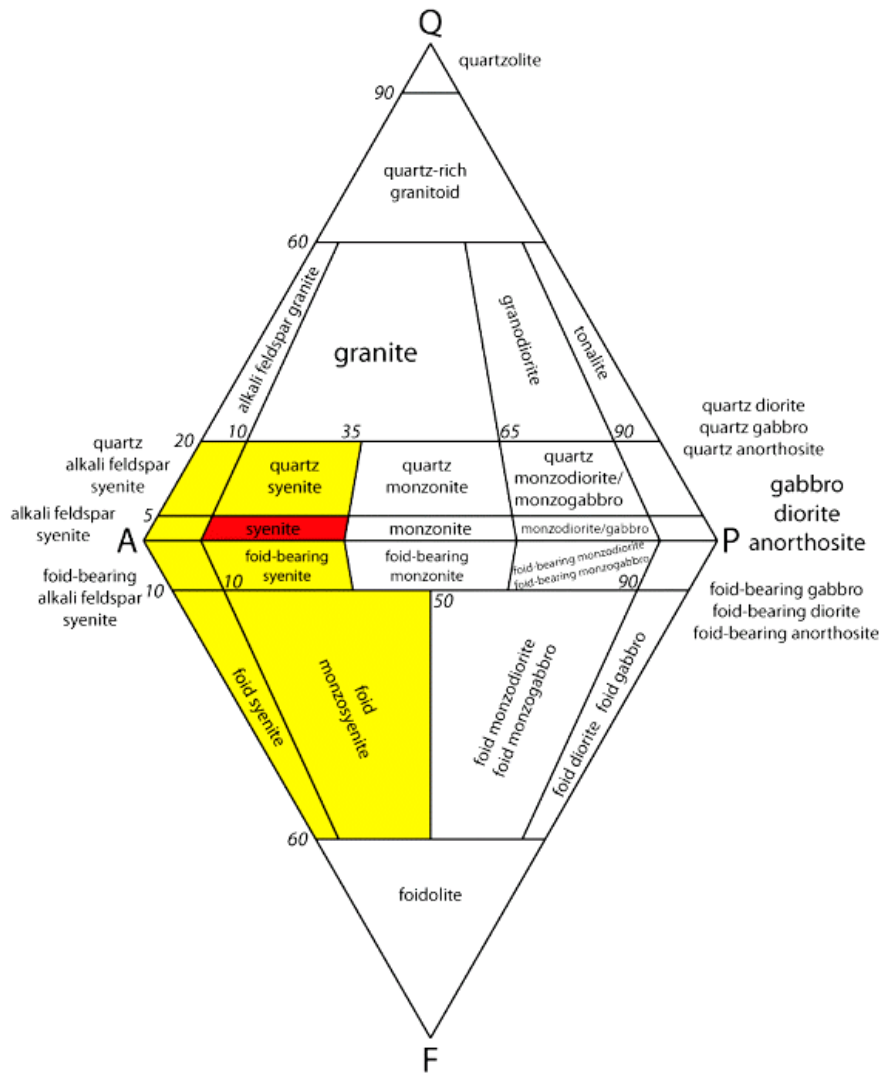 Q
quartzolite
90
quartz-rich
granitoid
60
alkali feldspar granite
granite
granodiorite
tonalite
20
10
35
65
90
quartz
alkali feldspar
syenite
quartz
syenite
quartz
monzonite
quartz
monzodiorite/
monzogabbro
quartz diorite
quartz gabbro
quartz anorthosite
5
alkali feldspar
syenite
A
syenite
monzonite
monzodiorite/gabbro
P
gabbro
diorite
anorthosite
foid-bearing
alkali feldspar
syenite
10
10
foid-bearing
syenite
foid-bearing
monzonite
foid-bearing monzodiorite
foid-bearing monzogabbro
90
50
foid-bearing gabbro
foid-bearing diorite
foid-bearing anorthosite
foid syenite
foid
monzosyenite
foid monzodiorite
foid monzogabbro
foid diorite foid gabbro
60
foidolite
F